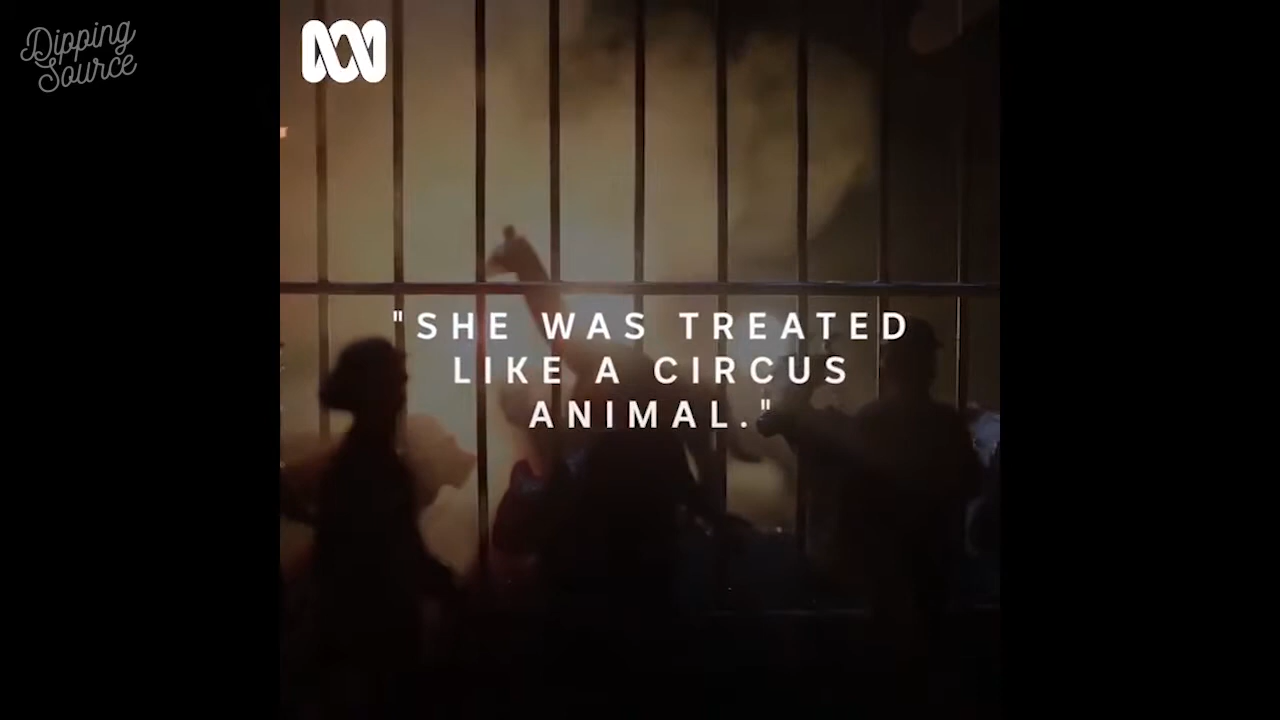 Dipping
Source
"SHE WAS TREATED
LIKE A CIRCUS
ANIMAL."